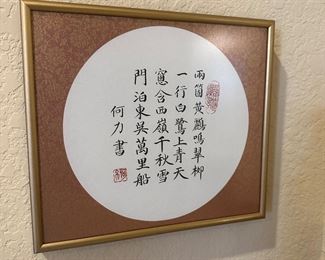 兩箇黃鸝鳴翠柳
一行白鷺上青天
窻含西嶺千秋雪
門泊東吳萬里船
何力書